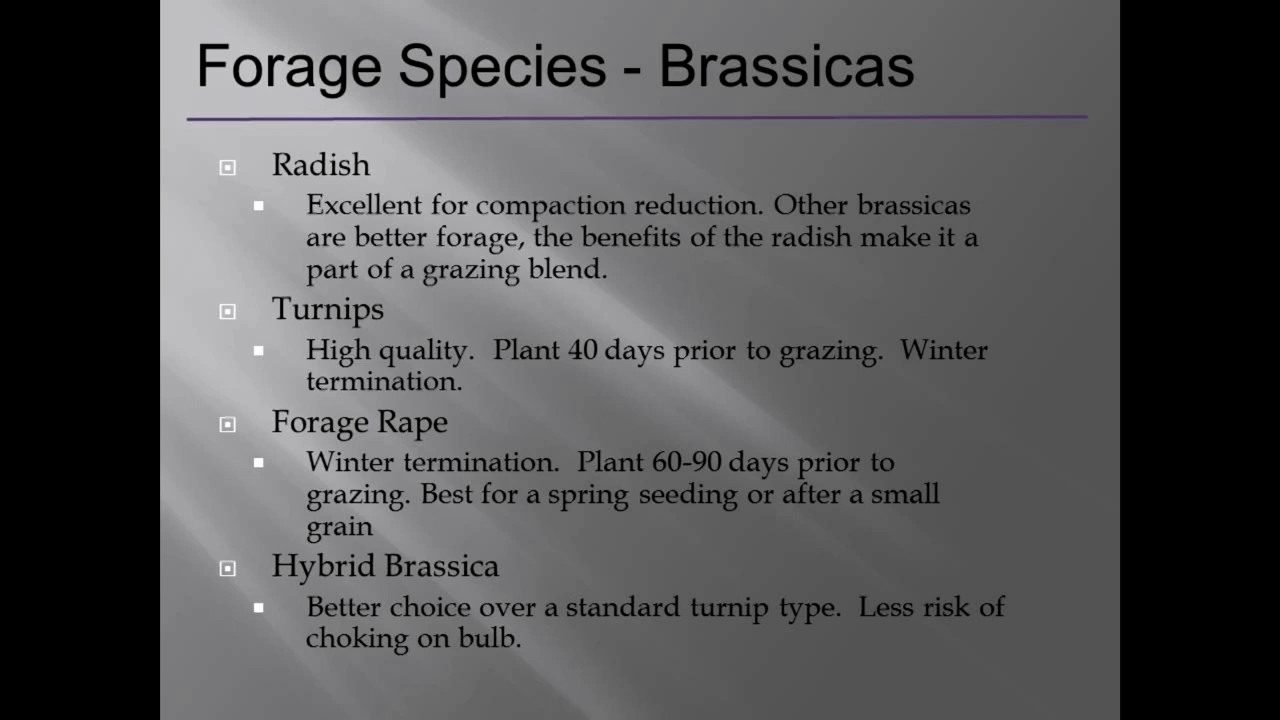 Forage Species - Brassicas
Radish
Excellent for compaction reduction. Other brassicas
are better forage, the benefits of the radish make it a
part of a grazing blend.
Turnips
High quality.  Plant 40 days prior to grazing.  Winter
termination.
Forage Rape
Winter termination.  Plant 60-90 days prior to
grazing. Best for a spring seeding or after a small
grain
Hybrid Brassica
Better choice over a standard turnip type.  Less risk of
choking on bulb.